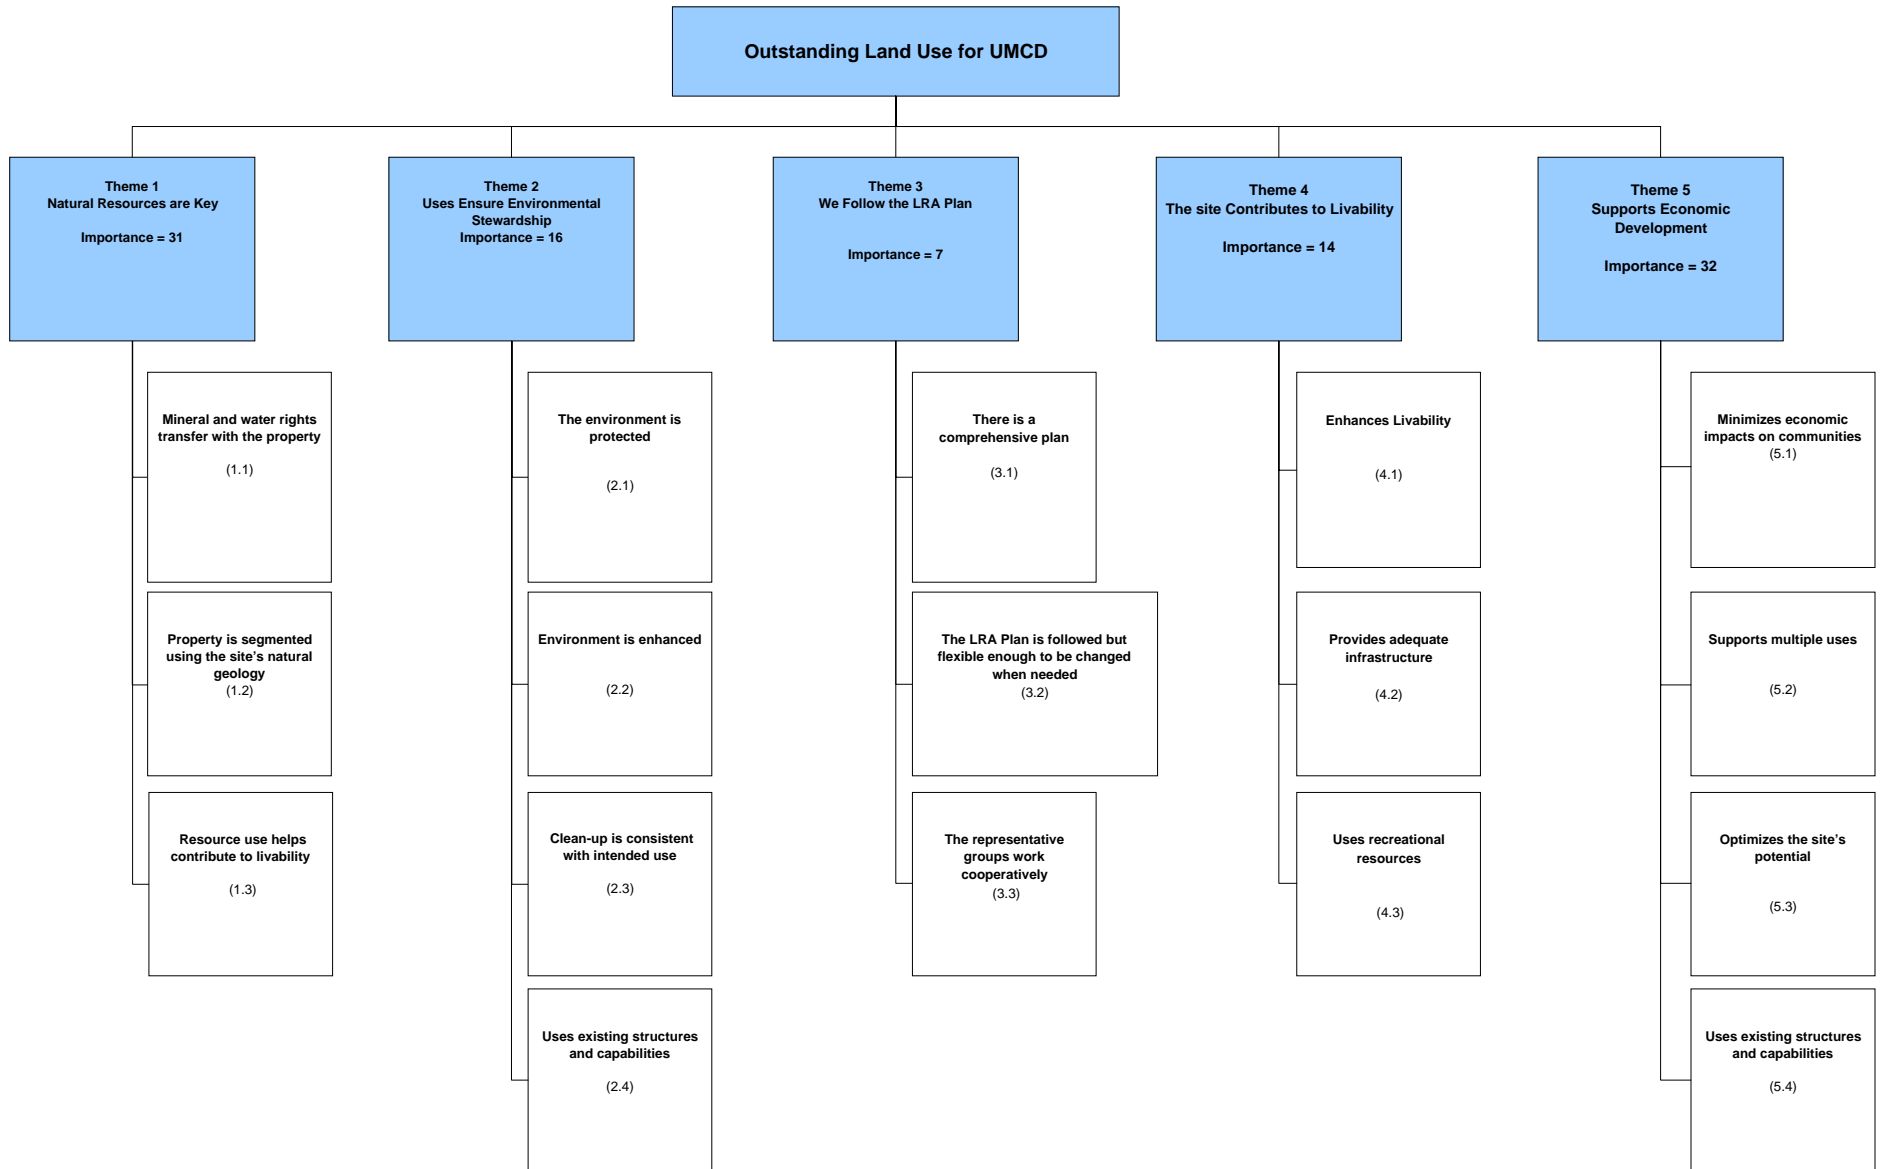 Outstanding Land Use for UMCD
Theme 1
Natural Resources are Key
Importance = 31
Theme 2
Uses Ensure Environmental
Stewardship
Importance = 16
Theme 3
We Follow the LRA Plan
Importance = 7
Theme 4
The site Contributes to Livability
Importance = 14
Theme 5
Supports Economic
Development
Importance = 32
Mineral and water rights
transfer with the property
(1.1)
Property is segmented
using the site's natural
geology
(1.2)
Resource use helps
contribute to livability
(1.3)
The environment is
protected
(2.1)
Environment is enhanced
(2.2)
Clean-up is consistent
with intended use
(2.3)
Uses existing structures
and capabilities
(2.4)
There is a
comprehensive plan
(3.1)
The LRA Plan is followed but
flexible enough to be changed
when needed
(3.2)
The representative
groups work
cooperatively
(3.3)
Enhances Livability
(4.1)
Provides adequate
infrastructure
(4.2)
Uses recreational
resources
(4.3)
Minimizes economic
impacts on communities
(5.1)
Supports multiple uses
(5.2)
Optimizes the site's
potential
(5.3)
Uses existing structures
and capabilities
(5.4)